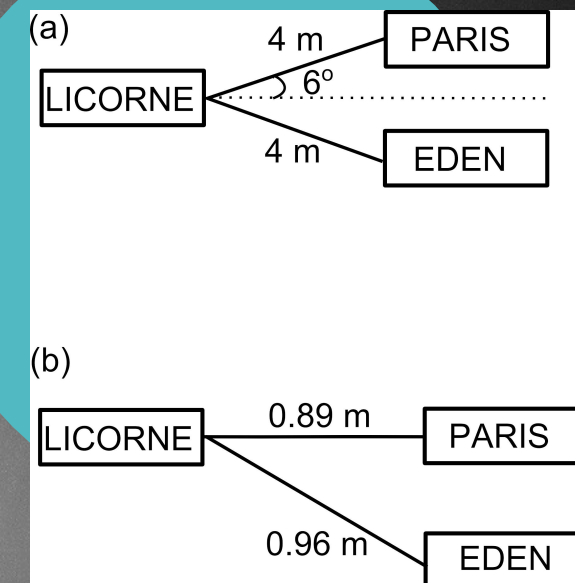 (a)
4 m
PARIS
6°
LICORNE
4 m
EDEN
(b)
0.89 m
LICORNE
PARIS
0.96 m
EDEN